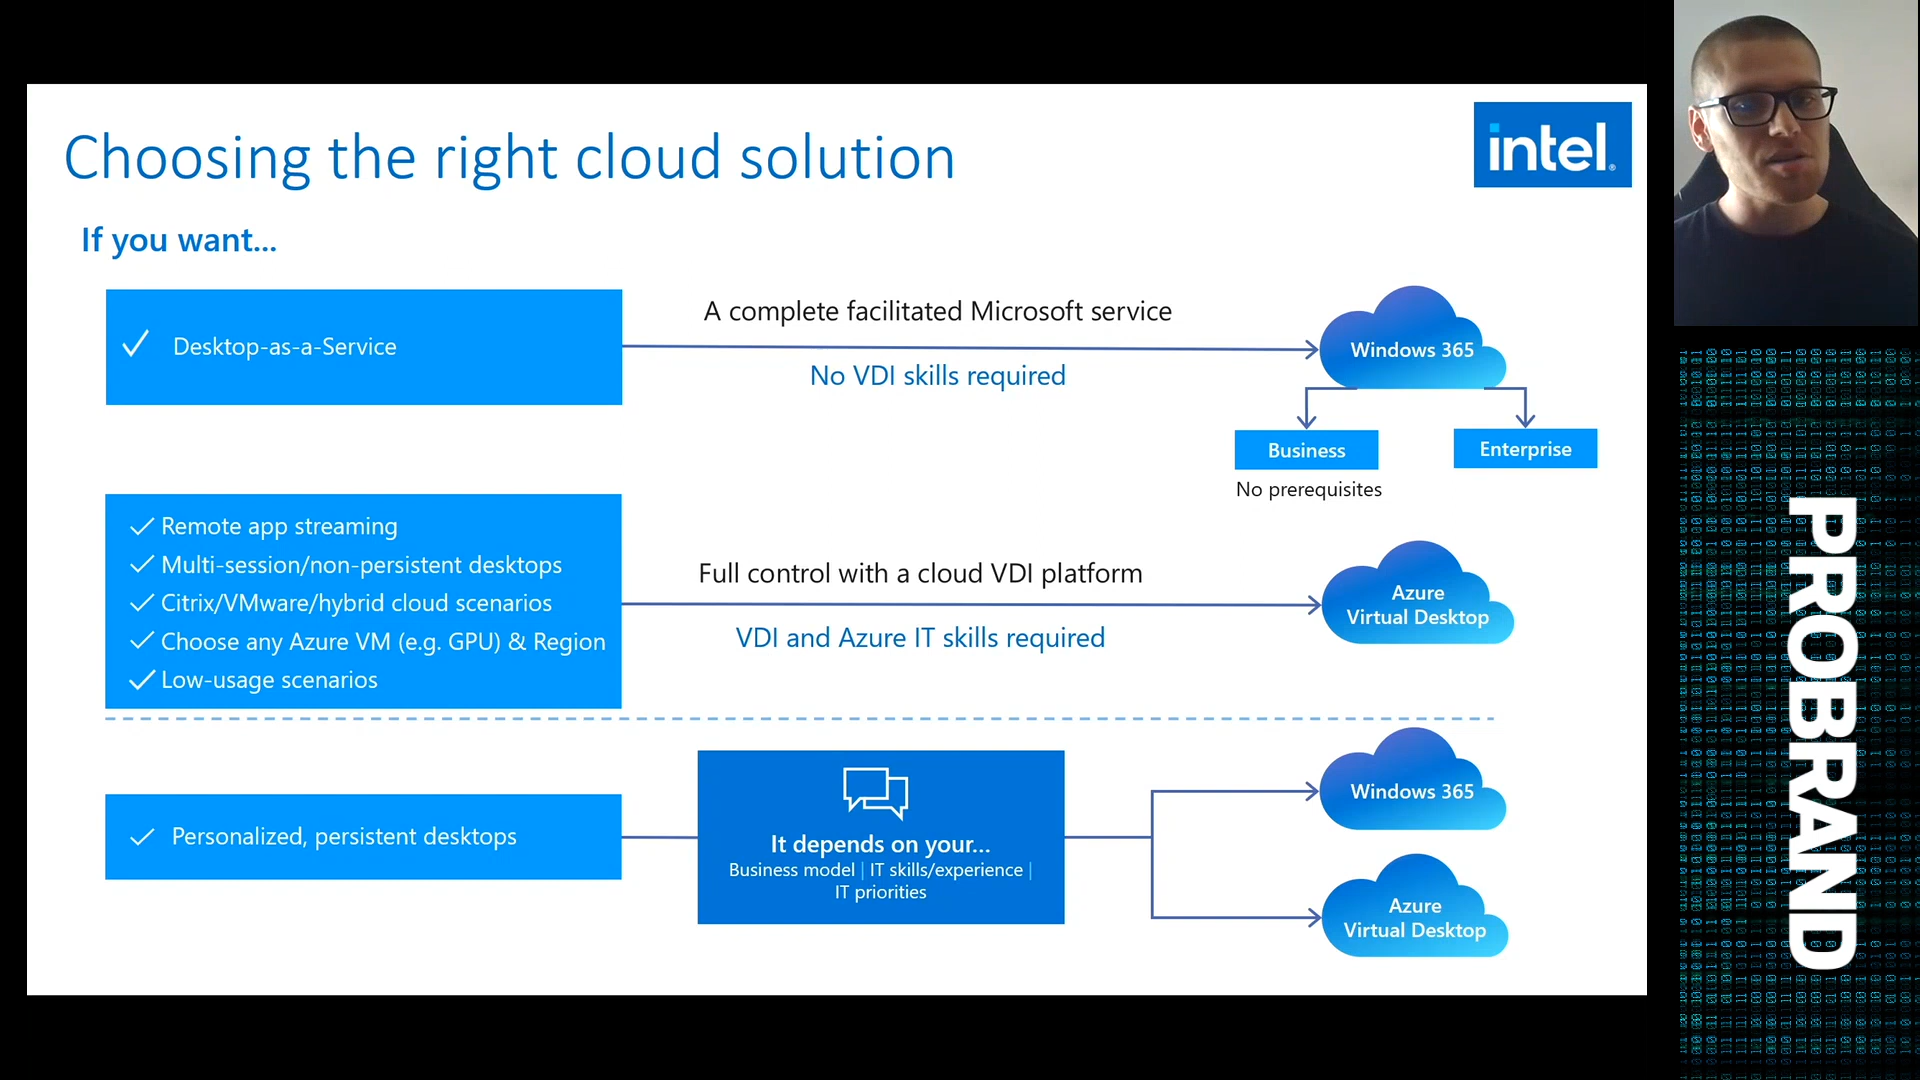 Choosing the right cloud solution
intel.
If you want...
Desktop-as-a-Service
A complete facilitated Microsoft service
No VDI skills required
Windows 365
Business
Enterprise
No prerequisites
Remote app streaming
Multi-session/non-persistent desktops
Citrix/VMware/hybrid cloud scenarios
Choose any Azure VM (e.g. GPU) & Region
Low-usage scenarios
Full control with a cloud VDI platform
VDI and Azure IT skills required
Azure
Virtual Desktop
Personalized, persistent desktops
It depends on your...
Business model | IT skills/experience |
IT priorities
Windows 365
Azure
Virtual Desktop
PROBRAND